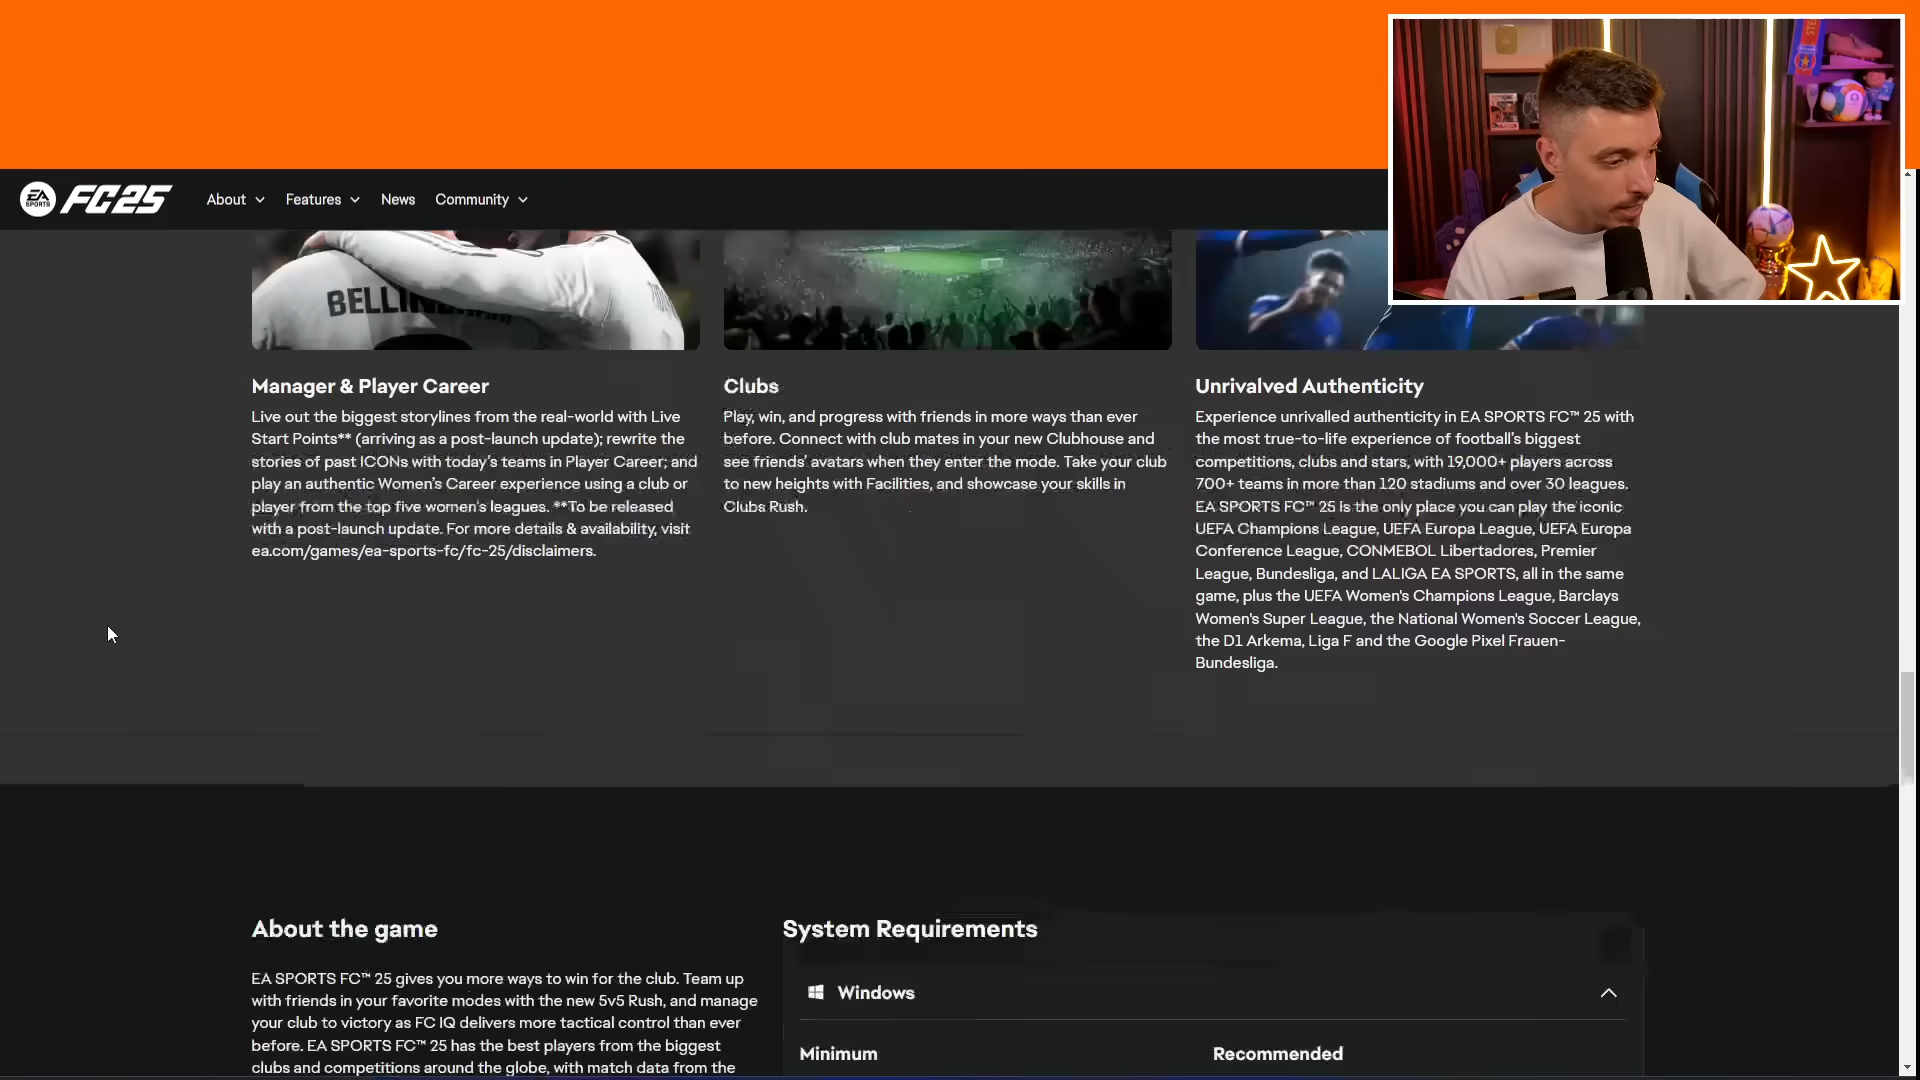 EA SPORTS FC25
About
Features
News
Community
Manager & Player Career
Live out the biggest storylines from the real-world with Live
Start Points** (arriving as a post-launch update); rewrite the
stories of past ICONs with today's teams in Player Career; and
play an authentic Women's Career experience using a club or
player from the top five women's leagues. **To be released
with a post-launch update. For more details & availability, visit
ea.com/games/ea-sports-fc/fc-25/disclaimers.
Clubs
Play, win, and progress with friends in more ways than ever
before. Connect with club mates in your new Clubhouse and
see friends' avatars when they enter the mode. Take your club
to new heights with Facilities, and showcase your skills in
Clubs Rush.
Unrivalved Authenticity
Experience unrivalled authenticity in EA SPORTS FC™ 25 with
the most true-to-life experience of football's biggest
competitions, clubs and stars, with 19,000+ players across
700+ teams in more than 120 stadiums and over 30 leagues.
EA SPORTS FC™ 25 is the only place you can play the iconic
UEFA Champions League, UEFA Europa League, UEFA Europa
Conference League, CONMEBOL Libertadores, Premier
League, Bundesliga, and LALIGA EA SPORTS, all in the same
game, plus the UEFA Women's Champions League, Barclays
Women's Super League, the National Women's Soccer League,
the D1 Arkema, Liga F and the Google Pixel Frauen-
Bundesliga.
About the game
EA SPORTS FC™ 25 gives you more ways to win for the club. Team up
with friends in your favorite modes with the new 5v5 Rush, and manage
your club to victory as FC IQ delivers more tactical control than ever
before. EA SPORTS FC™ 25 has the best players from the biggest
clubs and competitions around the globe, with match data from the
System Requirements
Windows
Minimum
Recommended